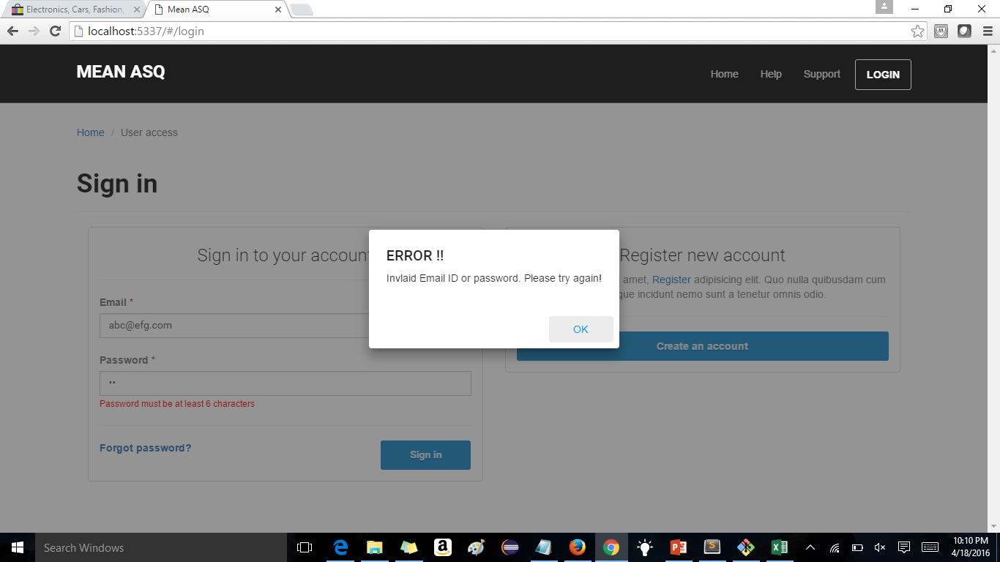 Electronics, Cars, Fashion,
Mean ASQ
localhost:5337/#/login
MEAN ASQ
Home
Help
Support
LOGIN
Home / User access
Sign in
Sign in to your account
Email *
abc@efg.com
Password *
Password must be at least 6 characters
Forgot password?
Sign in
ERROR !!
Invlaid Email ID or password. Please try again!
OK
Register new account
amet, Register adipisicing elit. Quo nulla quibusdam cum
que incidunt nemo sunt a tenetur omnis odio.
Create an account
Search Windows
10:10 PM
4/18/2016